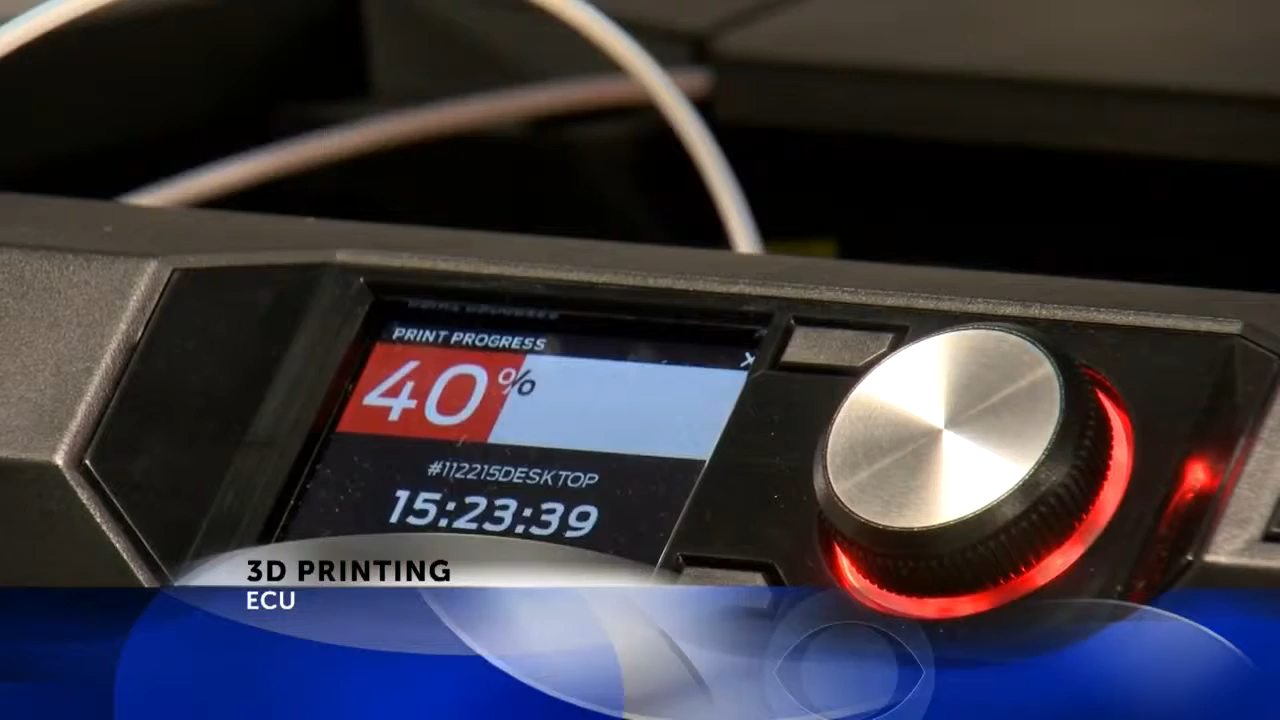 PRINT PROGRESS
40%
#112215DESKTOP
15:23:39
3D PRINTING
ECU